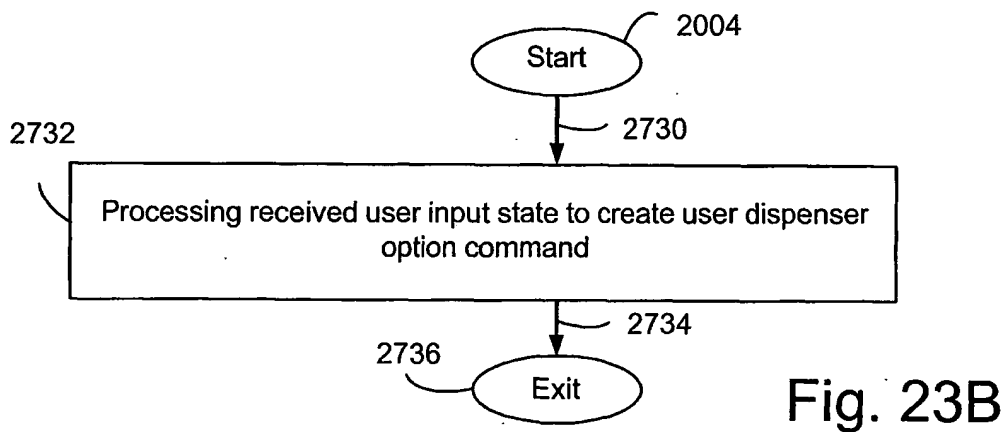 2004
Start
2730
2732
Processing received user input state to create user dispenser
option command
2734
2736
Exit
Fig. 23B